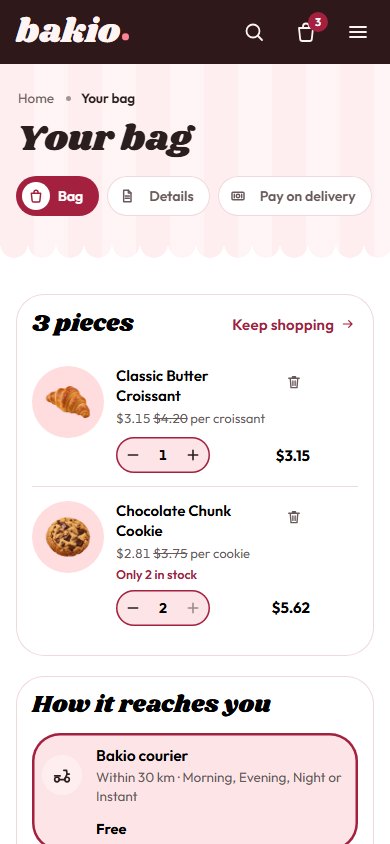 bakio.
3
Home • Your bag
Your bag
Bag
Details
Pay on delivery
3 pieces
Keep shopping →
Classic Butter
Croissant
$3.15 $4.20 per croissant
− 1 +
$3.15
Chocolate Chunk
Cookie
$2.81 $3.75 per cookie
Only 2 in stock
− 2 +
$5.62
How it reaches you
Bakio courier
Within 30 km · Morning, Evening, Night or
Instant
Free